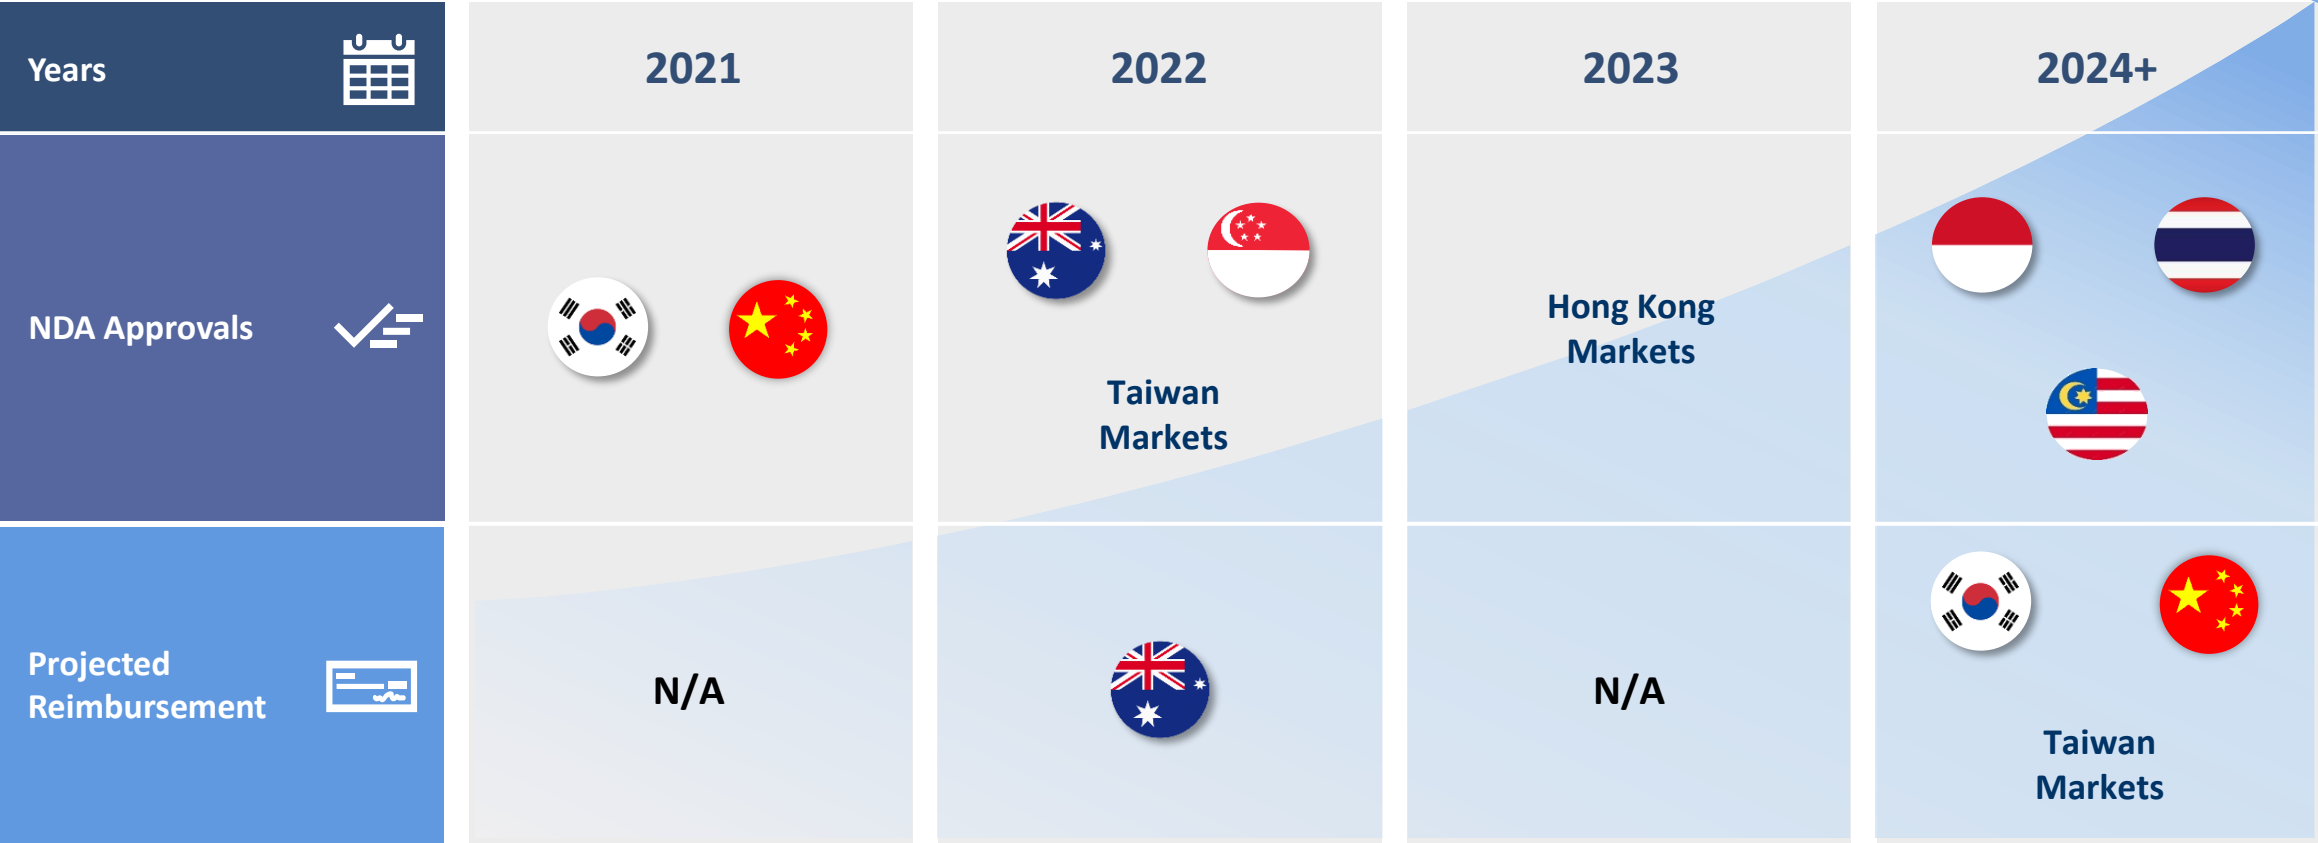 Years
2021
2022
2023
2024+
NDA Approvals
Taiwan
Markets
Hong Kong
Markets
Projected
Reimbursement
N/A
N/A
Taiwan
Markets